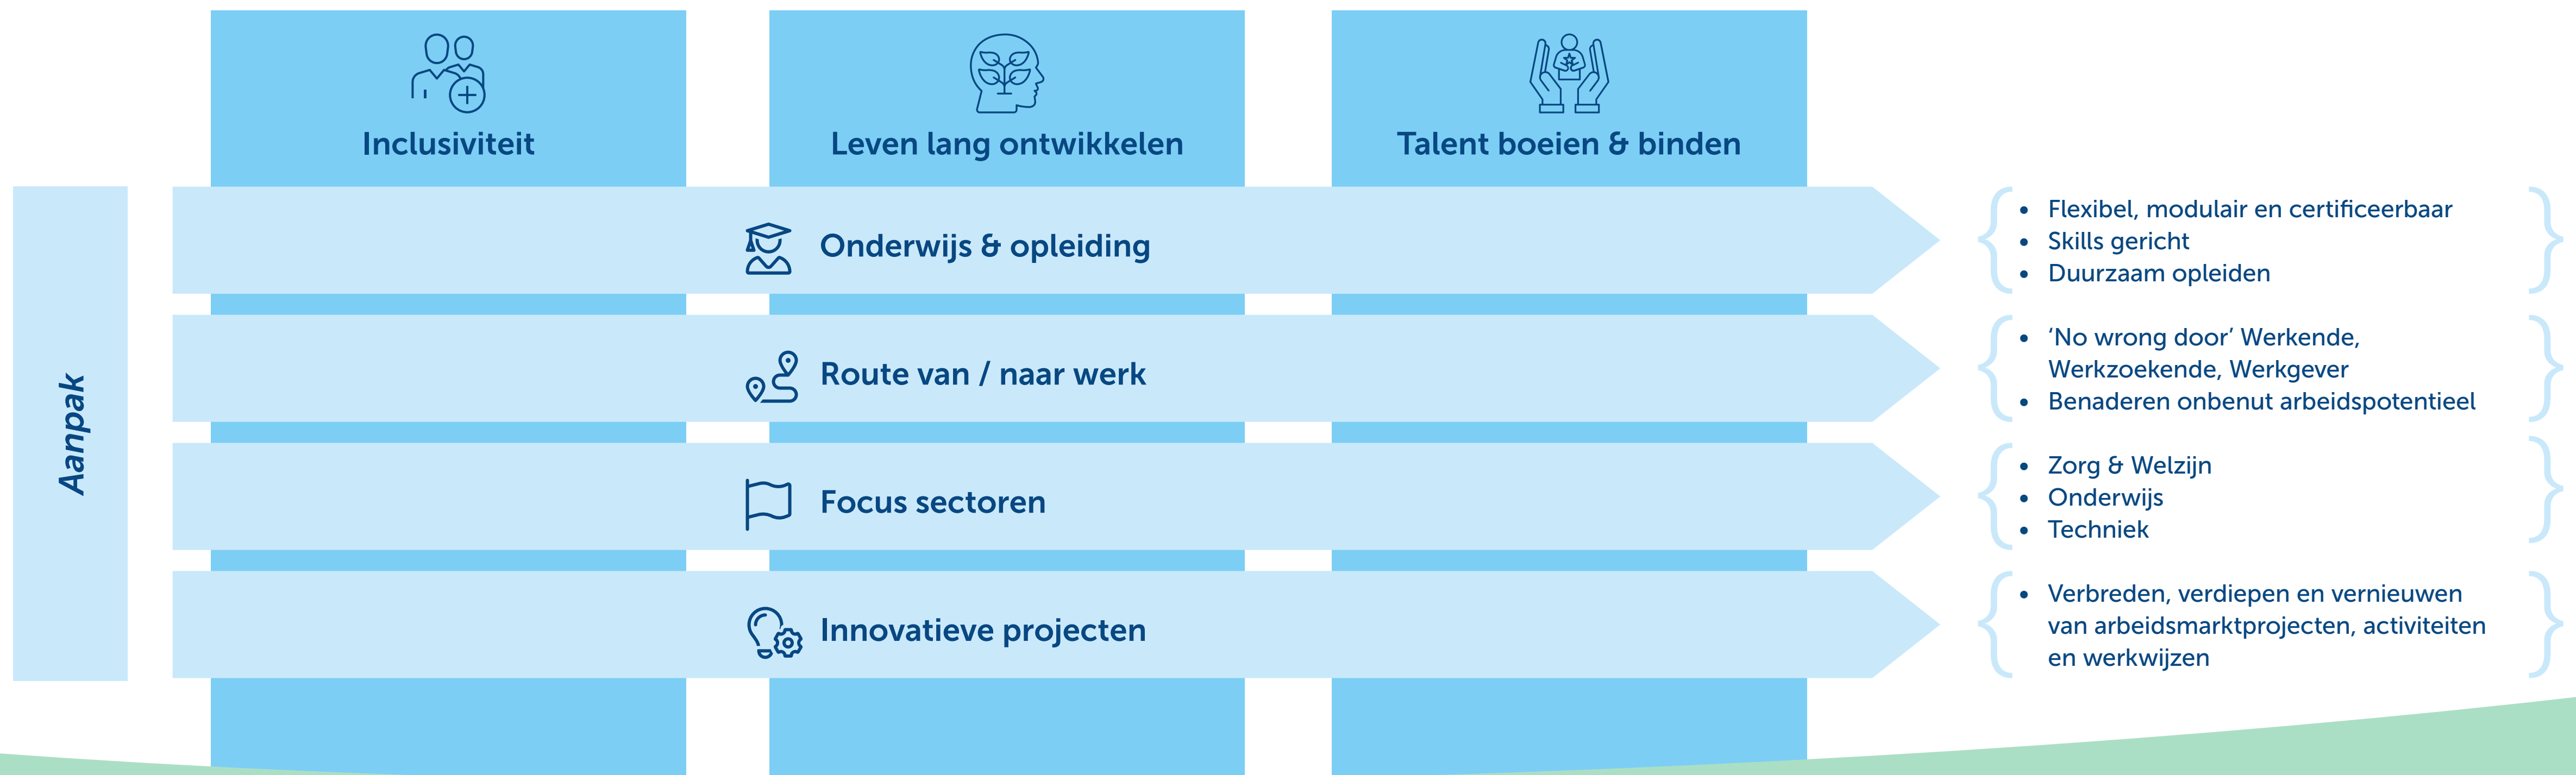 Inclusiviteit
Leven lang ontwikkelen
Talent boeien & binden
Aanpak
Onderwijs & opleiding
• Flexibel, modulair en certificeerbaar
• Skills gericht
• Duurzaam opleiden
Route van / naar werk
• ‘No wrong door’ Werkende,
Werkzoekende, Werkgever
• Benaderen onbenut arbeidspotentieel
Focus sectoren
• Zorg & Welzijn
• Onderwijs
• Techniek
Innovatieve projecten
• Verbreden, verdiepen en vernieuwen
van arbeidsmarktprojecten, activiteiten
en werkwijzen